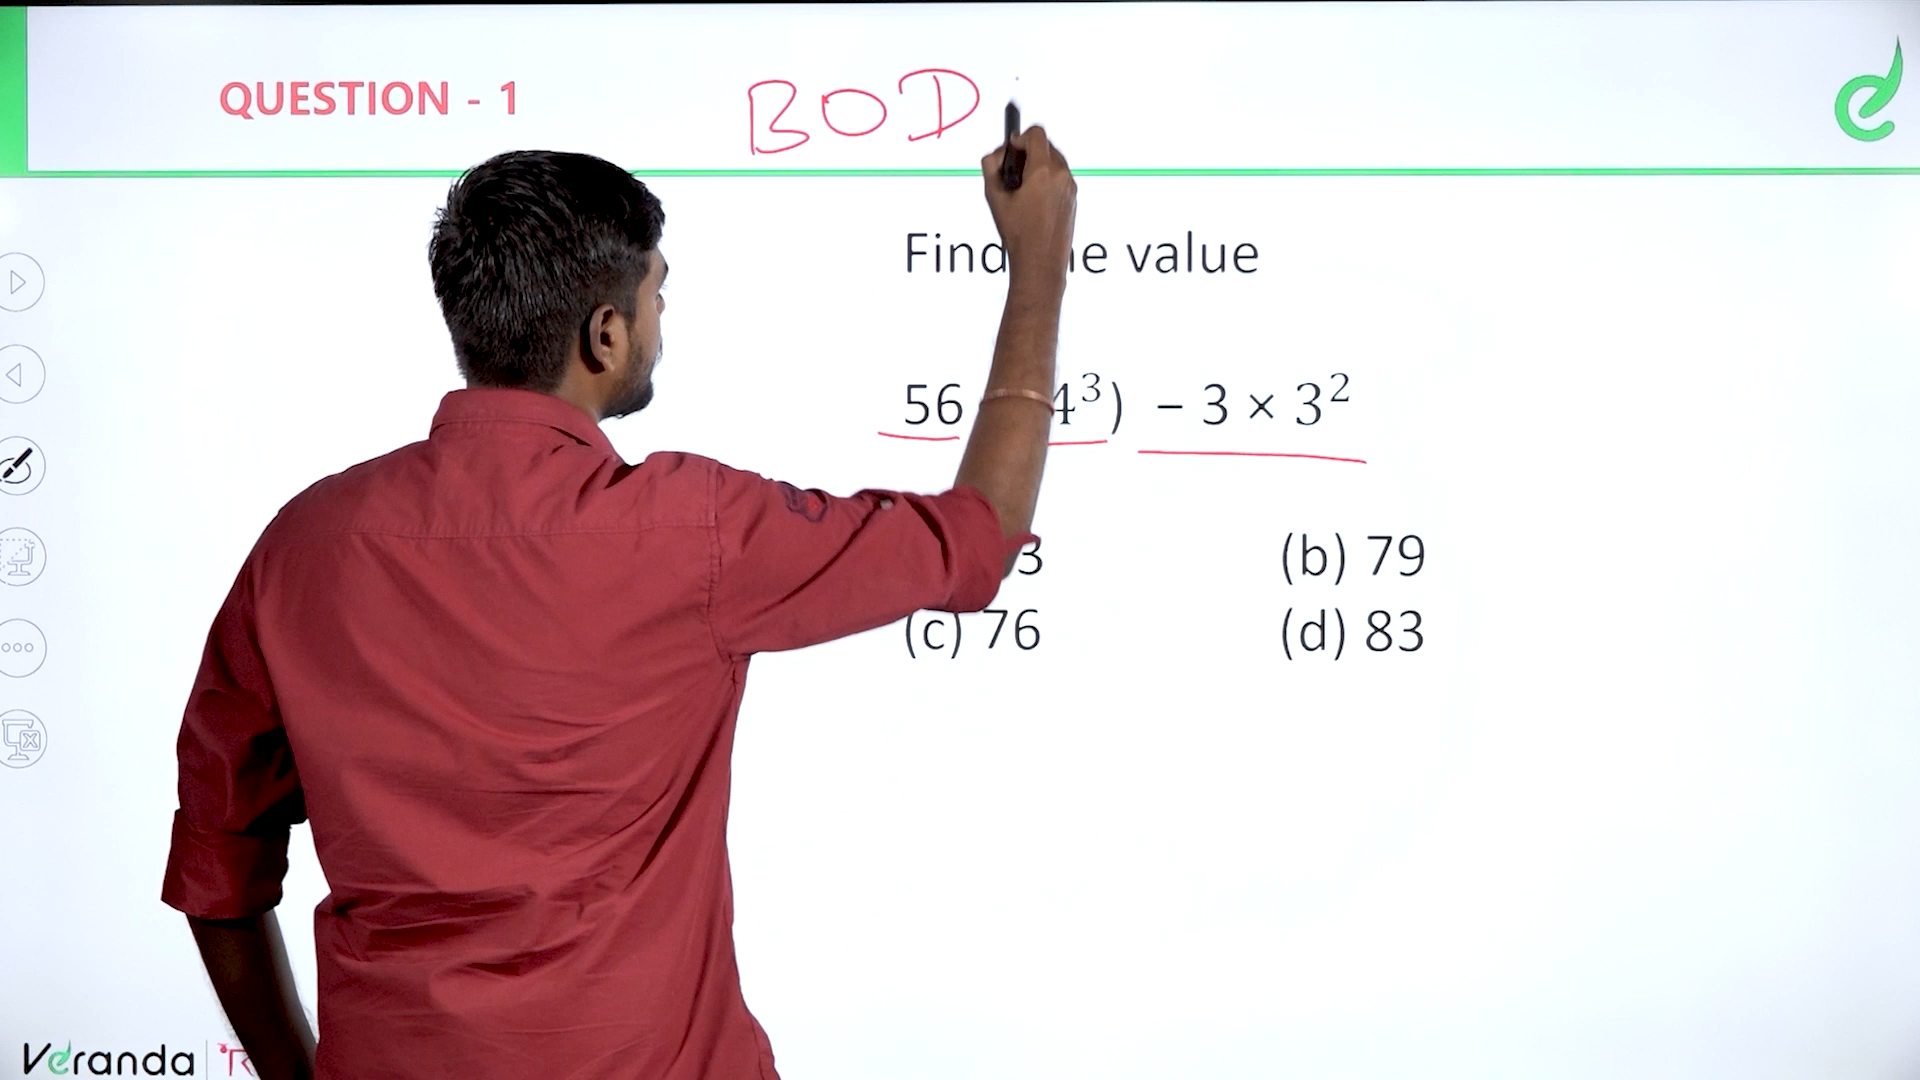 QUESTION - 1
BOD
Find value
56 4³) – 3 × 3²
3 (b) 79
(c) 76 (d) 83
Veranda